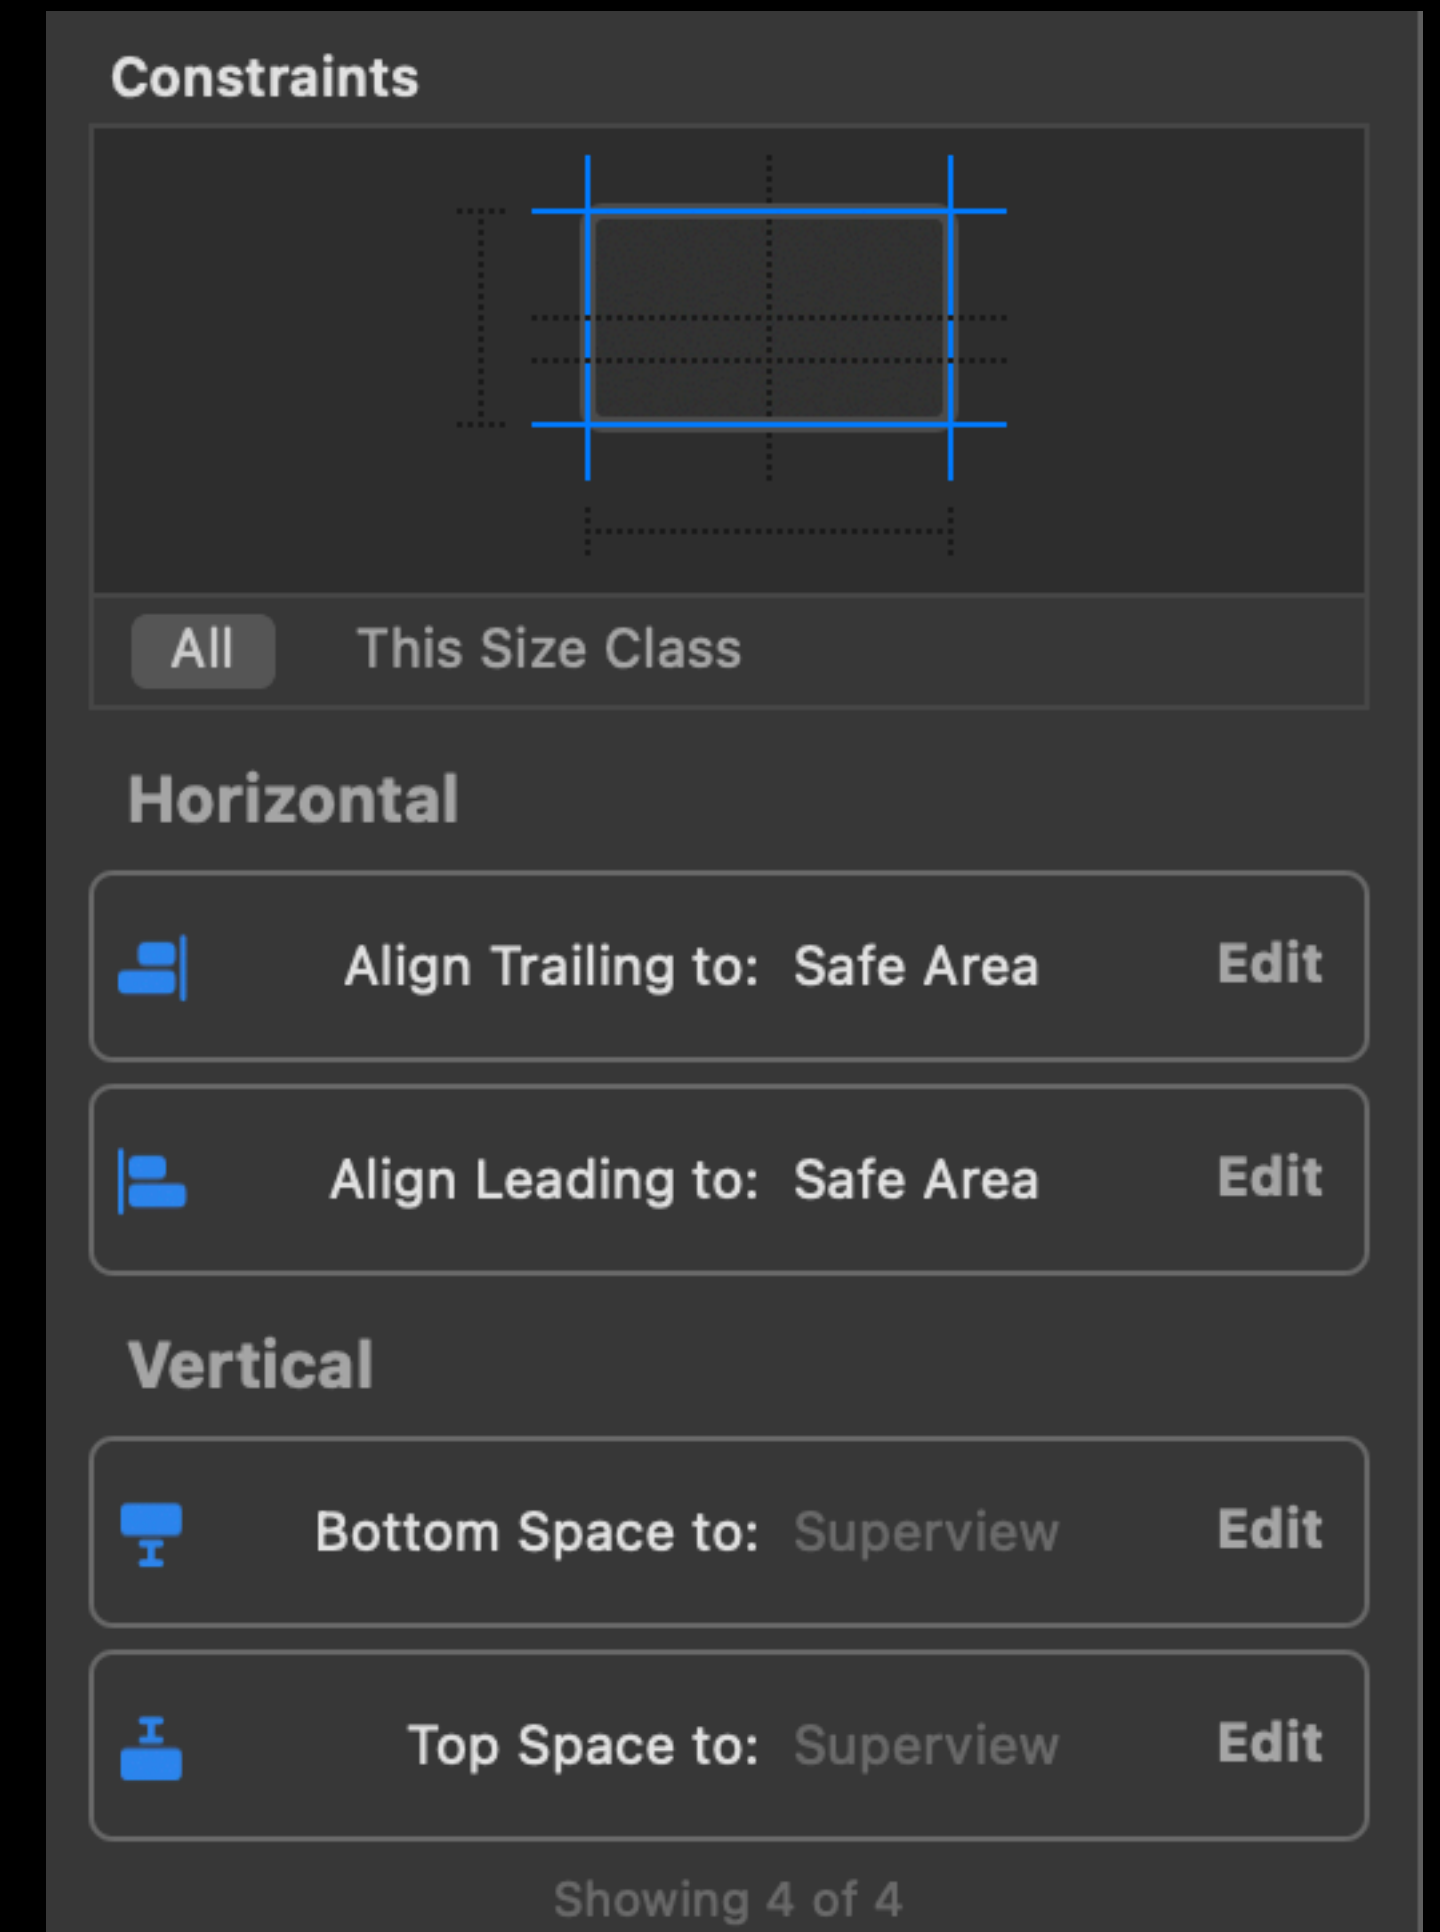 Constraints
All This Size Class
Horizontal
Align Trailing to: Safe Area Edit
Align Leading to: Safe Area Edit
Vertical
Bottom Space to: Superview Edit
Top Space to: Superview Edit
Showing 4 of 4